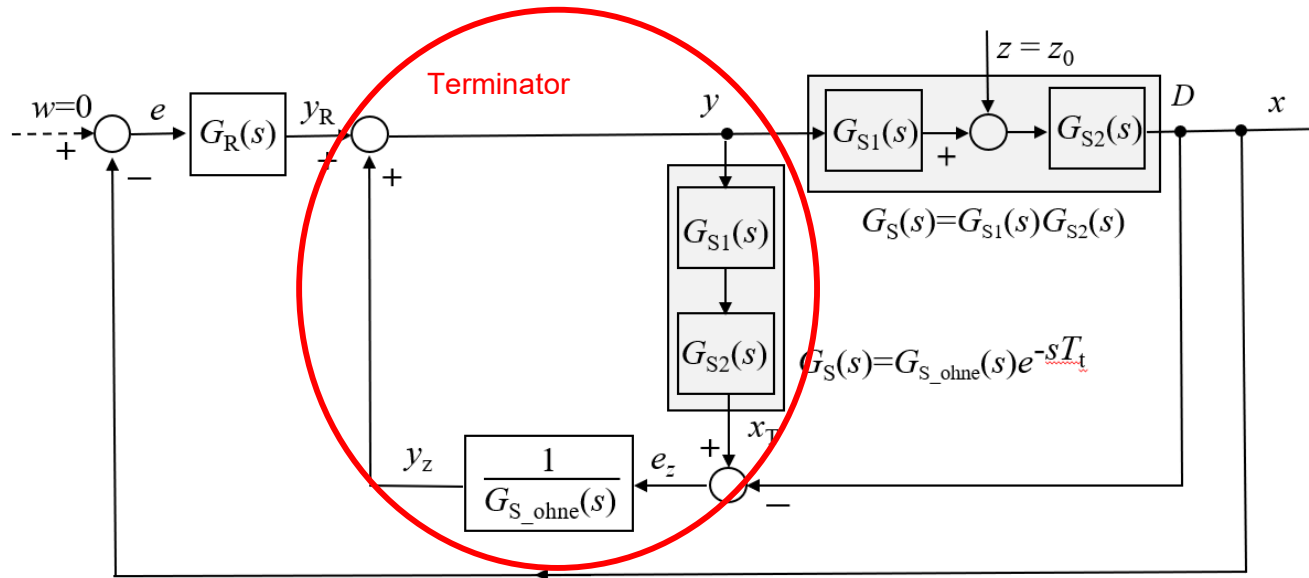 Terminator
z = z₀
w=0
e
G_R(s)
y_R
y
G_S1(s)
G_S2(s)
D
x
+
−
+
+
+
G_S(s)=G_S1(s)G_S2(s)
G_S1(s)
G_S2(s)
G_S(s)=G_S_ohne(s)e^-sT_t
x_T
+
−
e_z
1
G_S_ohne(s)
y_z